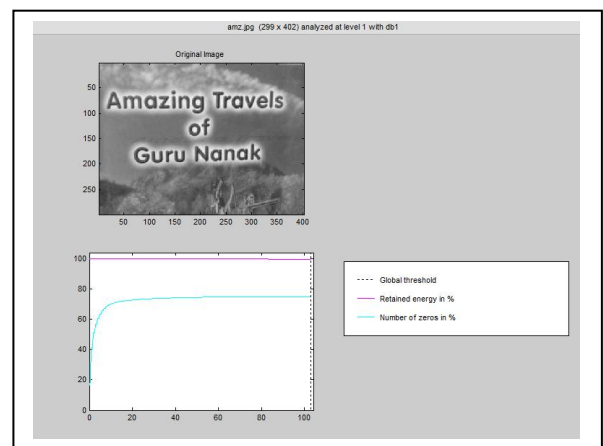 amz.jpg (299 x 402) analyzed at level 1 with db1
Original Image
Amazing Travels
of
Guru Nanak
50
100
150
200
250
50 100 150 200 250 300 350 400
100
80
60
40
20
0
0 20 40 60 80 100
Global threshold
Retained energy in %
Number of zeros in %